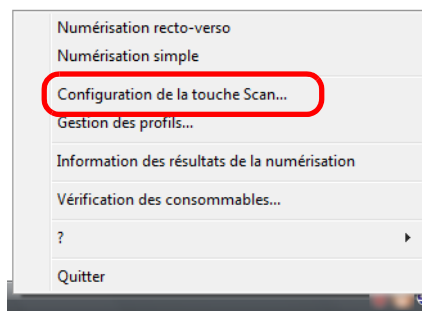 Numérisation recto-verso
Numérisation simple
Configuration de la touche Scan...
Gestion des profils...
Information des résultats de la numérisation
Vérification des consommables...
?
Quitter